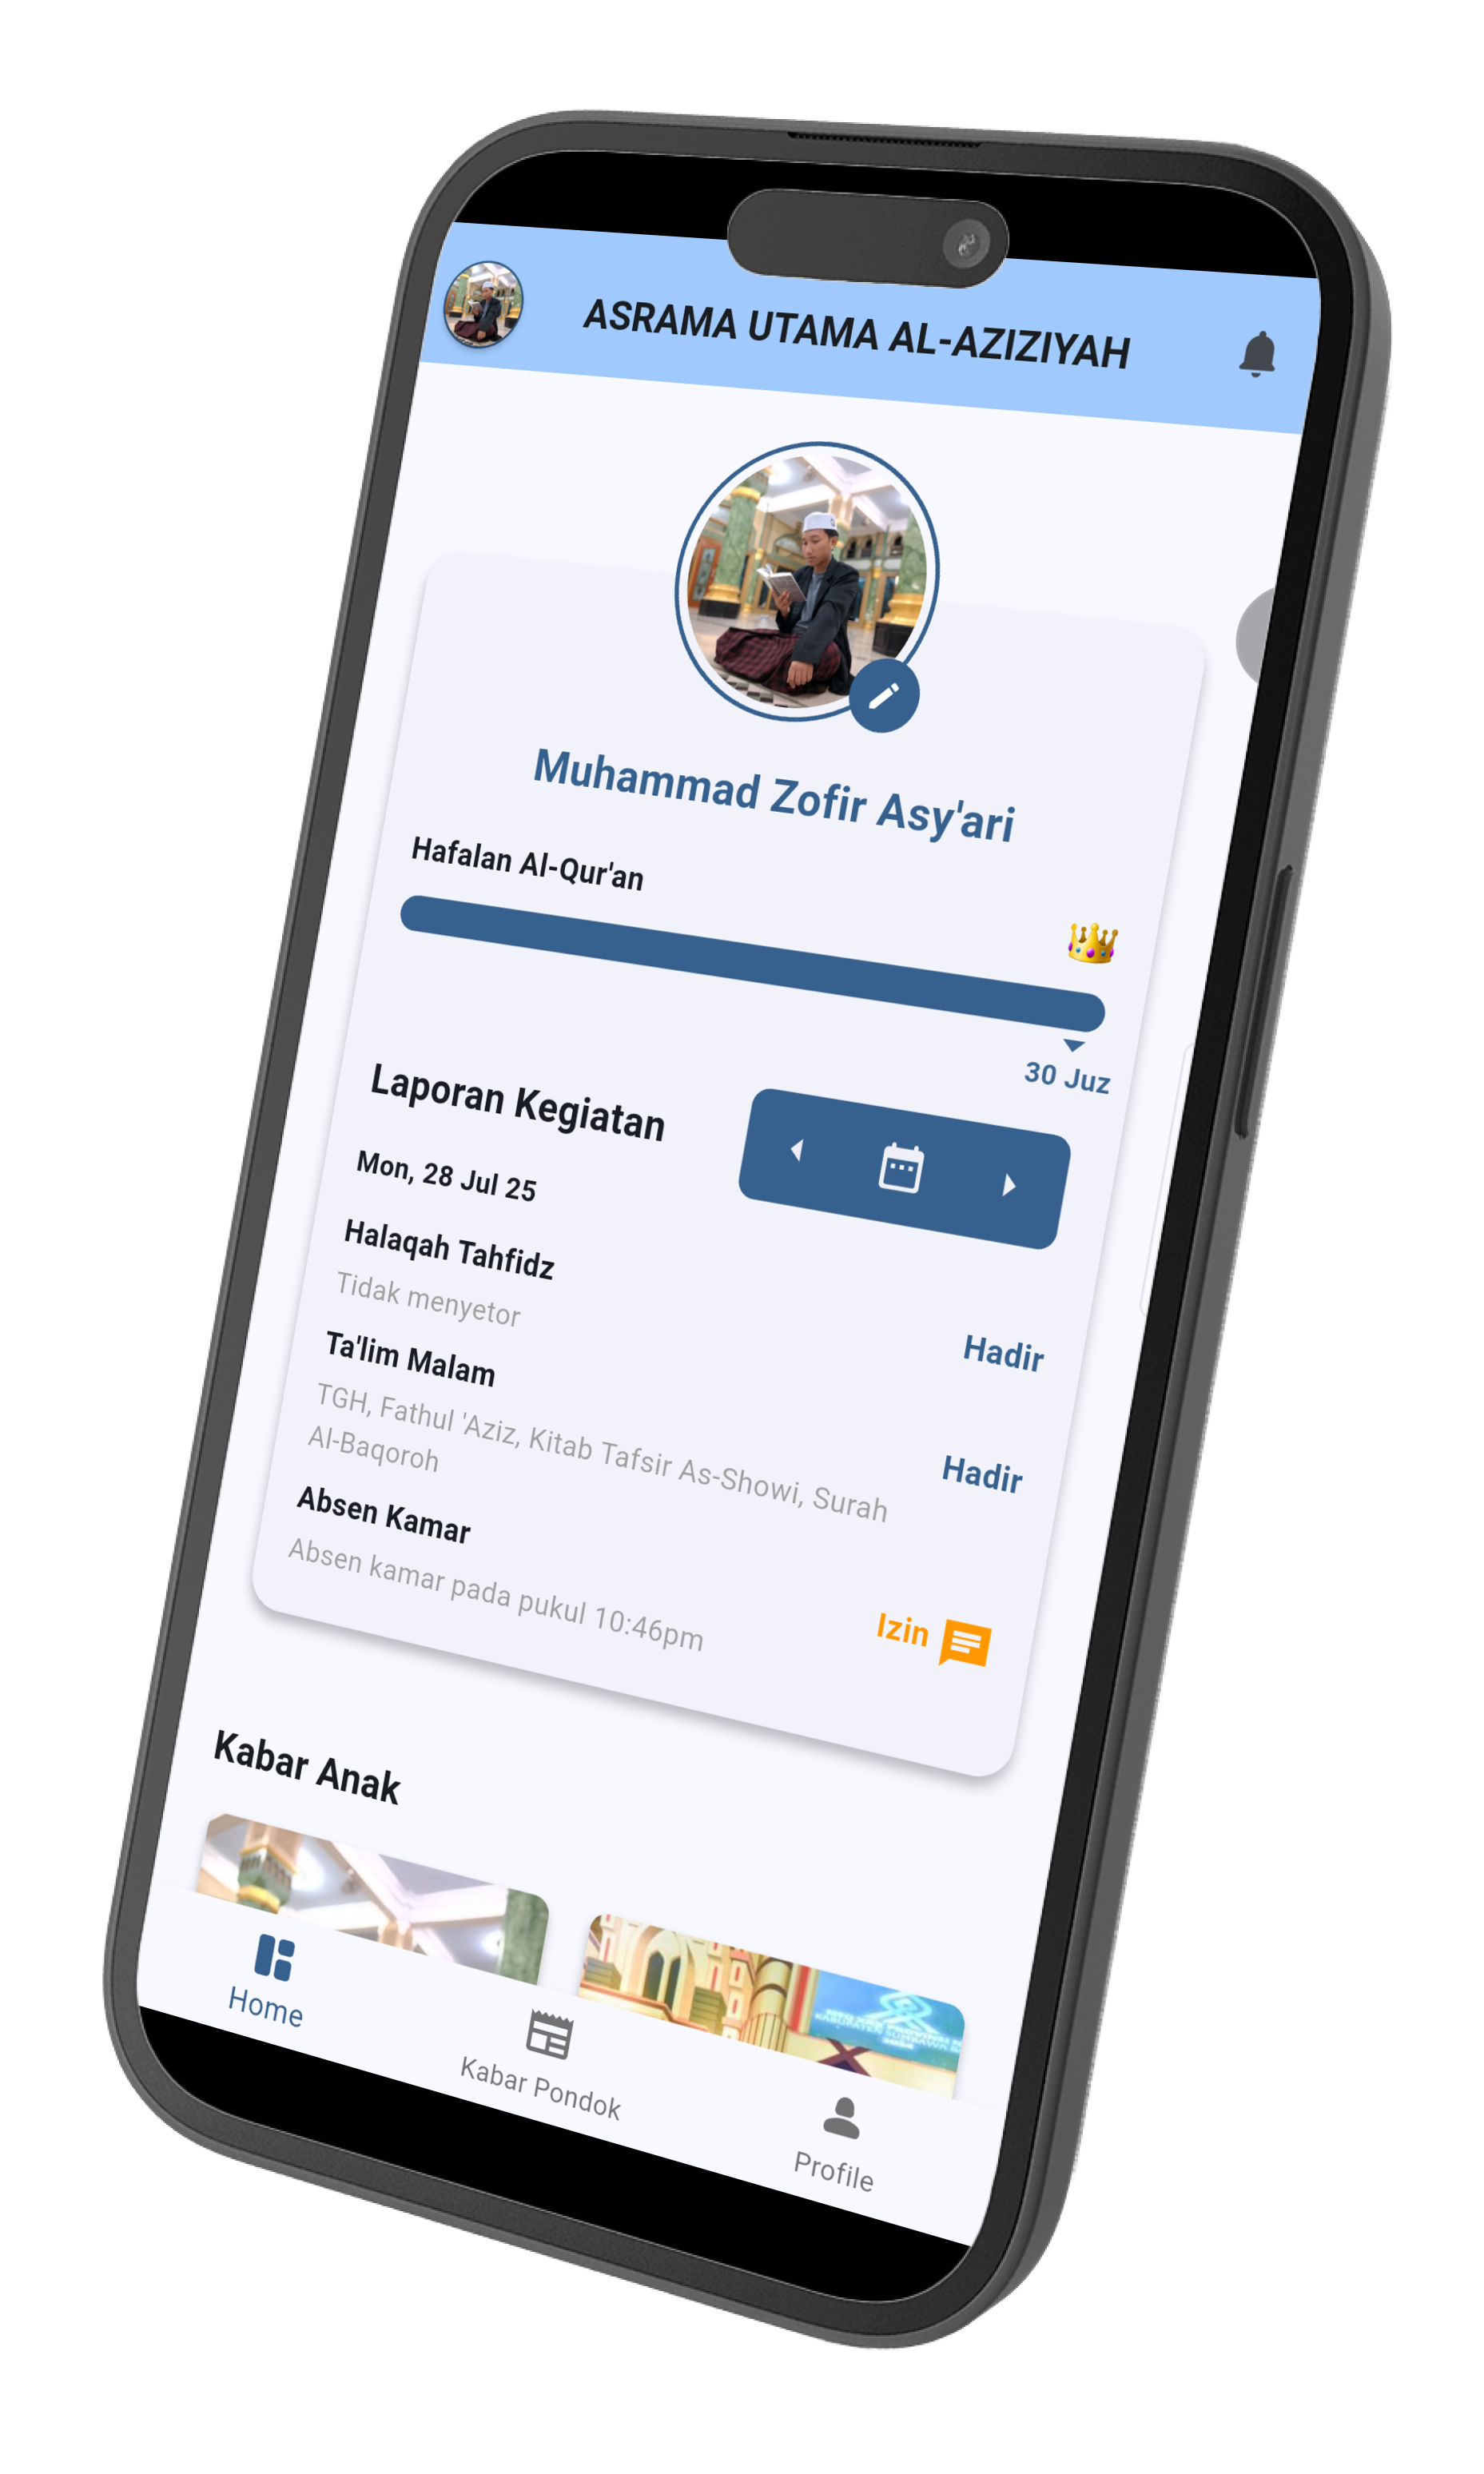 ASRAMA UTAMA AL-AZIZIYAH
Muhammad Zofir Asy'ari
Hafalan Al-Qur'an
30 Juz
Laporan Kegiatan
Mon, 28 Jul 25
Halaqah Tahfidz
Tidak menyetor
Hadir
Ta'lim Malam
TGH, Fathul 'Aziz, Kitab Tafsir As-Showi, Surah
Al-Baqoroh
Hadir
Absen Kamar
Absen kamar pada pukul 10:46pm
Izin
Kabar Anak
Home
Kabar Pondok
Profile